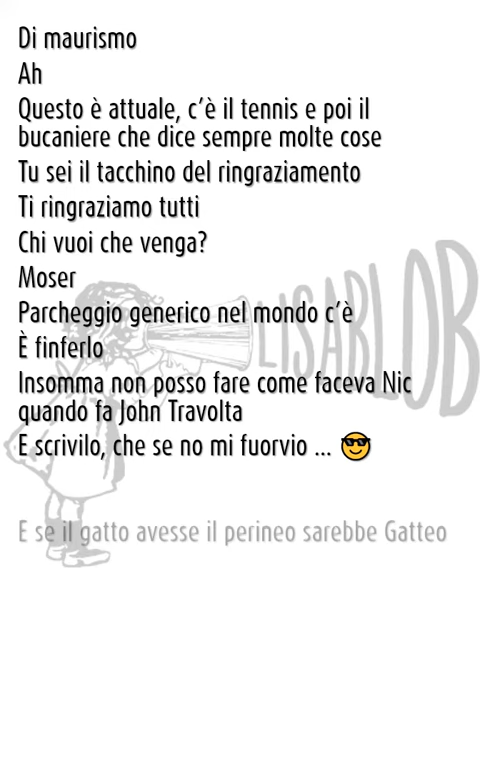 Di maurismo
Ah
Questo è attuale, c'è il tennis e poi il
bucaniere che dice sempre molte cose
Tu sei il tacchino del ringraziamento
Ti ringraziamo tutti
Chi vuoi che venga?
Moser
Parcheggio generico nel mondo c'è
È finferlo
Insomma non posso fare come faceva Nic
quando fa John Travolta
E scrivilo, che se no mi fuorvio ... 😎
E se il gatto avesse il perineo sarebbe Gatteo
LISABLOB